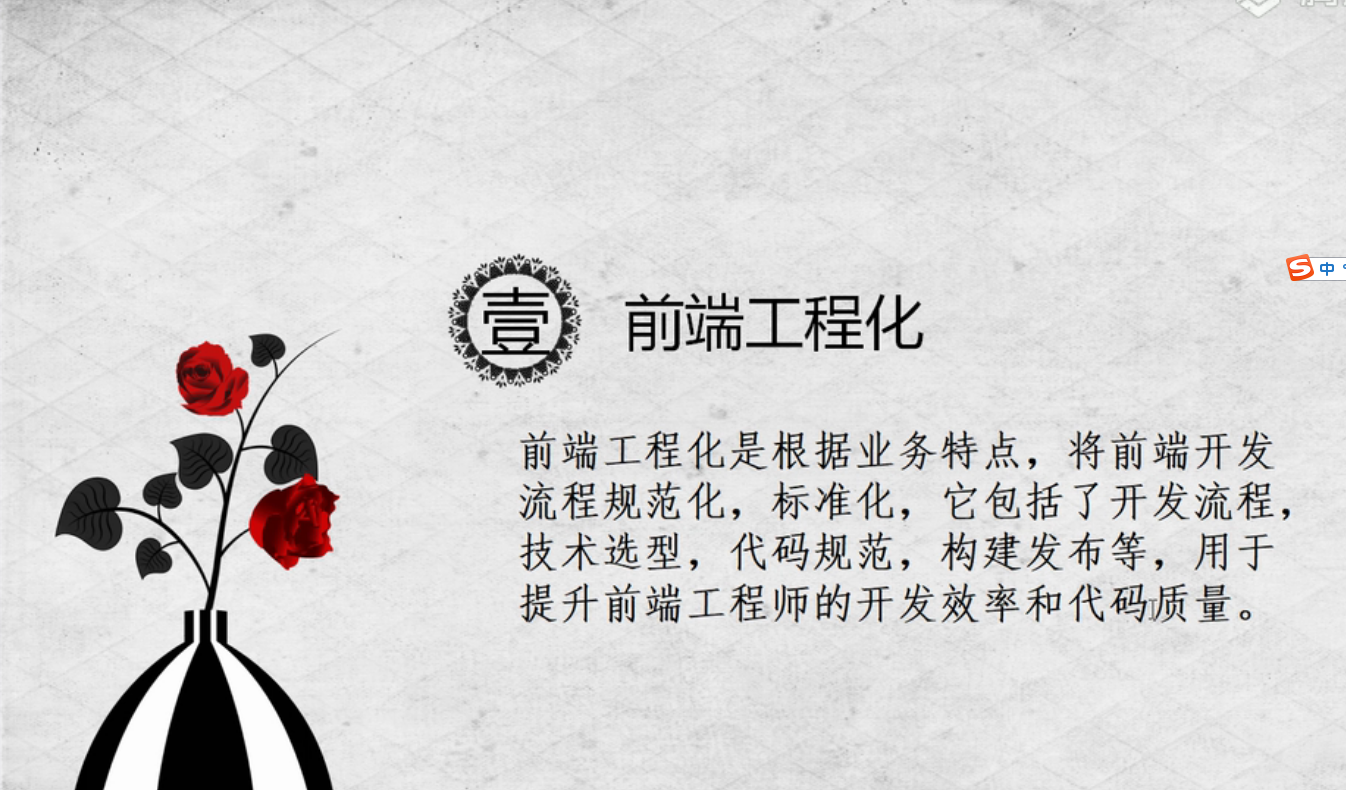 壹 前端工程化
前端工程化是根据业务特点，将前端开发
流程规范化，标准化，它包括了开发流程，
技术选型，代码规范，构建发布等，用于
提升前端工程师的开发效率和代码质量。
中